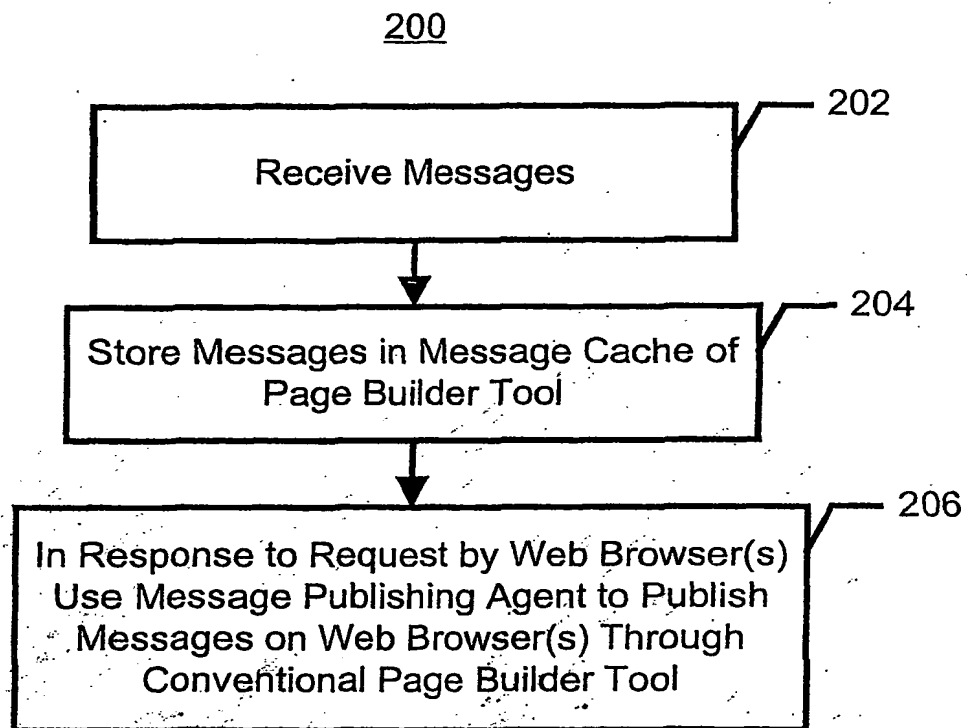 200
202
Receive Messages
204
Store Messages in Message Cache of
Page Builder Tool
206
In Response to Request by Web Browser(s)
Use Message Publishing Agent to Publish
Messages on Web Browser(s) Through
Conventional Page Builder Tool